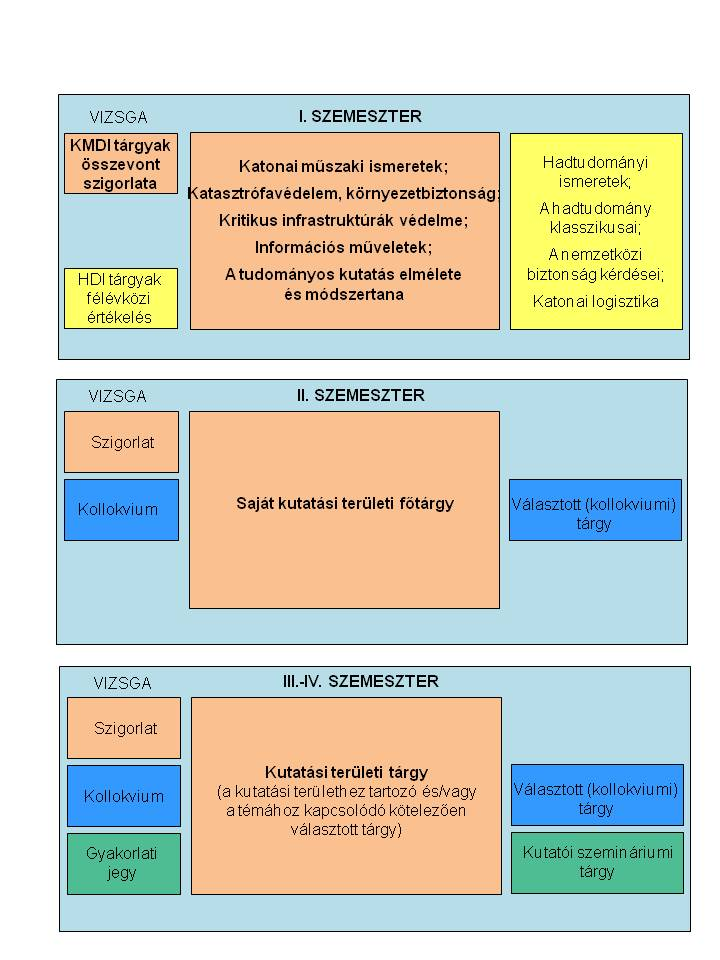 VIZSGA
I. SZEMESZTER
KMDI tárgyak
összevont
szigorlata
HDI tárgyak
félévközi
értékelés
Katonai műszaki ismeretek;
Katasztrófavédelem, környezetbiztonság;
Kritikus infrastruktúrák védelme;
Információs műveletek;
A tudományos kutatás elmélete
és módszertana
Hadtudományi
ismeretek;
A hadtudomány
klasszikusai;
A nemzetközi
biztonság kérdései;
Katonai logisztika
VIZSGA
II. SZEMESZTER
Szigorlat
Kollokvium
Saját kutatási területi főtárgy
Választott (kollokviumi)
tárgy
VIZSGA
III.-IV. SZEMESZTER
Szigorlat
Kollokvium
Gyakorlati
jegy
Kutatási területi tárgy
(a kutatási területhez tartozó és/vagy
a témához kapcsolódó kötelezően
választott tárgy)
Választott (kollokviumi)
tárgy
Kutatói szemináriumi
tárgy